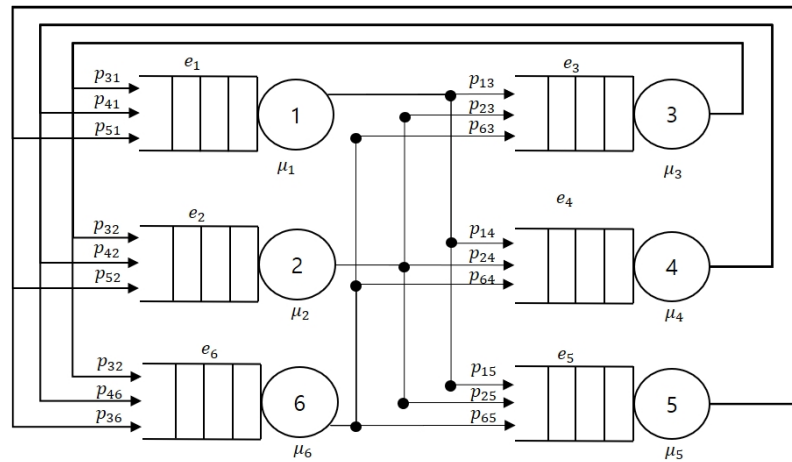 e₁
p₃₁
p₄₁
p₅₁
1
μ₁
e₃
p₁₃
p₂₃
p₆₃
3
μ₃
e₂
p₃₂
p₄₂
p₅₂
2
μ₂
e₄
p₁₄
p₂₄
p₆₄
4
μ₄
e₆
p₃₂
p₄₆
p₃₆
6
μ₆
e₅
p₁₅
p₂₅
p₆₅
5
μ₅